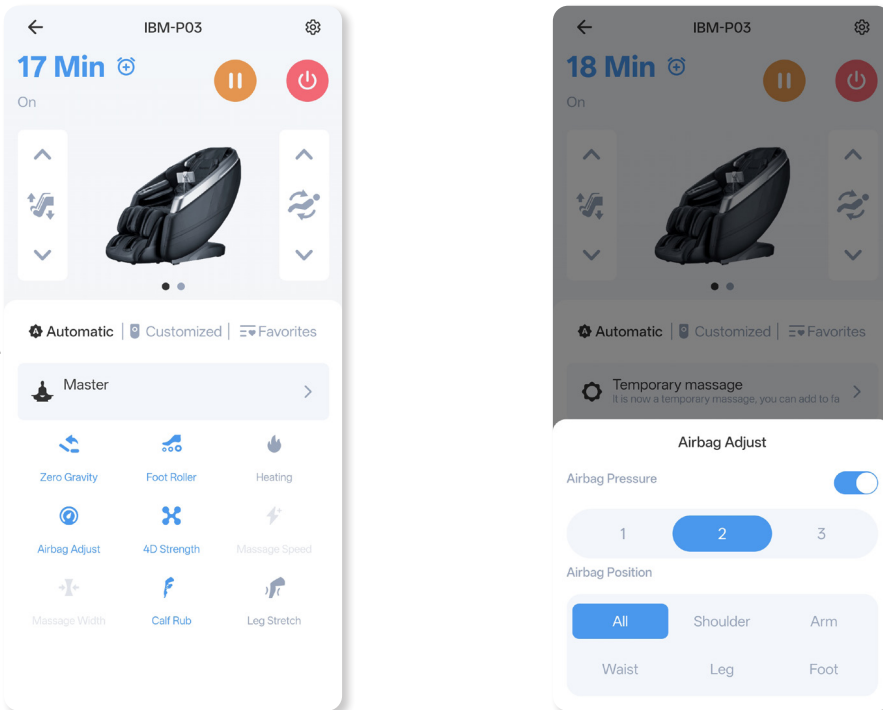 IBM-P03
17 Min
On
Automatic | Customized | Favorites
Master
Zero Gravity Foot Roller Heating
Airbag Adjust 4D Strength Massage Speed
Massage Width Calf Rub Leg Stretch
IBM-P03
18 Min
On
Automatic | Customized | Favorites
Temporary massage
It is now a temporary massage, you can add to fa
Airbag Adjust
Airbag Pressure
1 2 3
Airbag Position
All Shoulder Arm
Waist Leg Foot